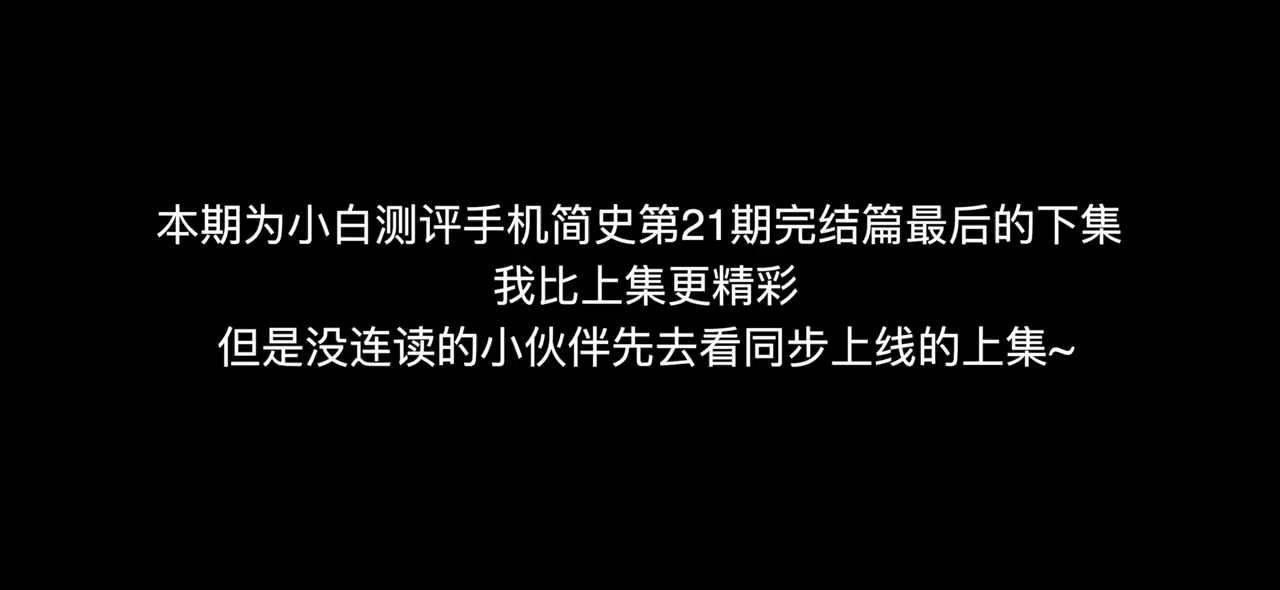 本期为小白测评手机简史第21期完结篇最后的下集
我比上集更精彩
但是没连读的小伙伴先去看同步上线的上集~